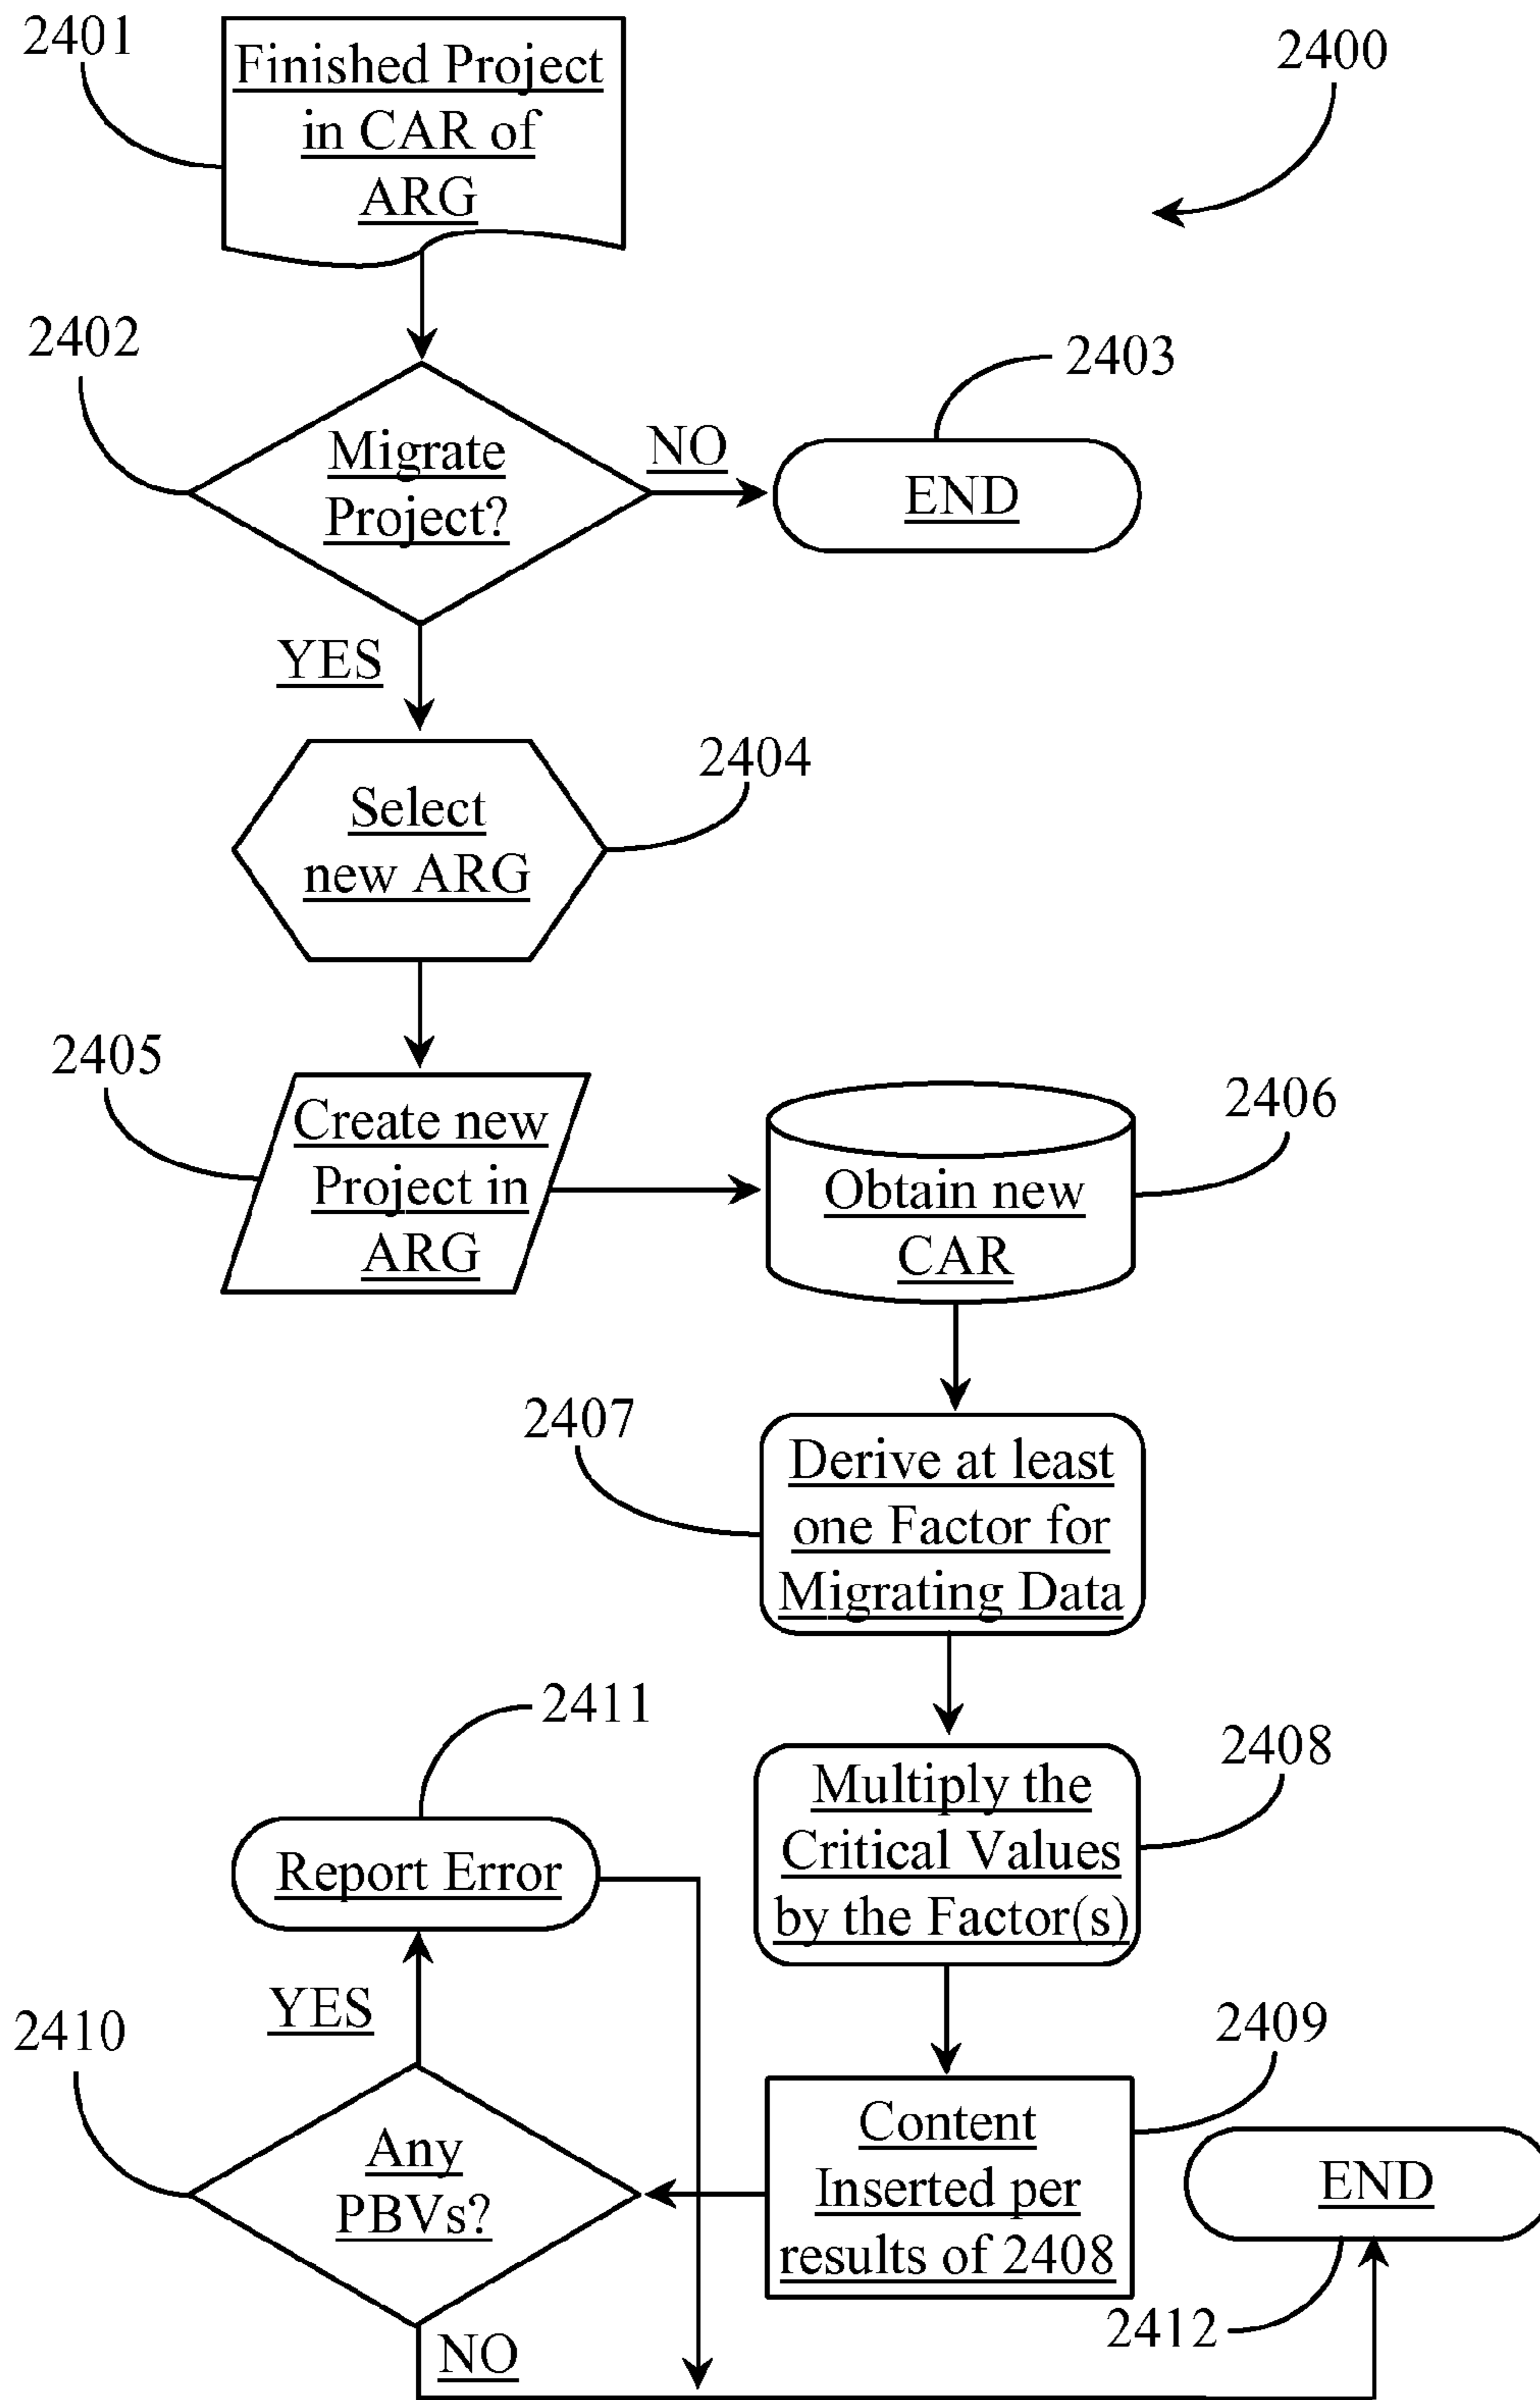 2401
2400
Finished Project
in CAR of
ARG
2402
2403
Migrate
Project?
NO
END
YES
2404
Select
new ARG
2405
2406
Create new
Project in
ARG
Obtain new
CAR
2407
Derive at least
one Factor for
Migrating Data
2411
2408
Multiply the
Critical Values
by the Factor(s)
Report Error
YES
2410
2409
Any
PBVs?
Content
Inserted per
results of 2408
END
2412
NO